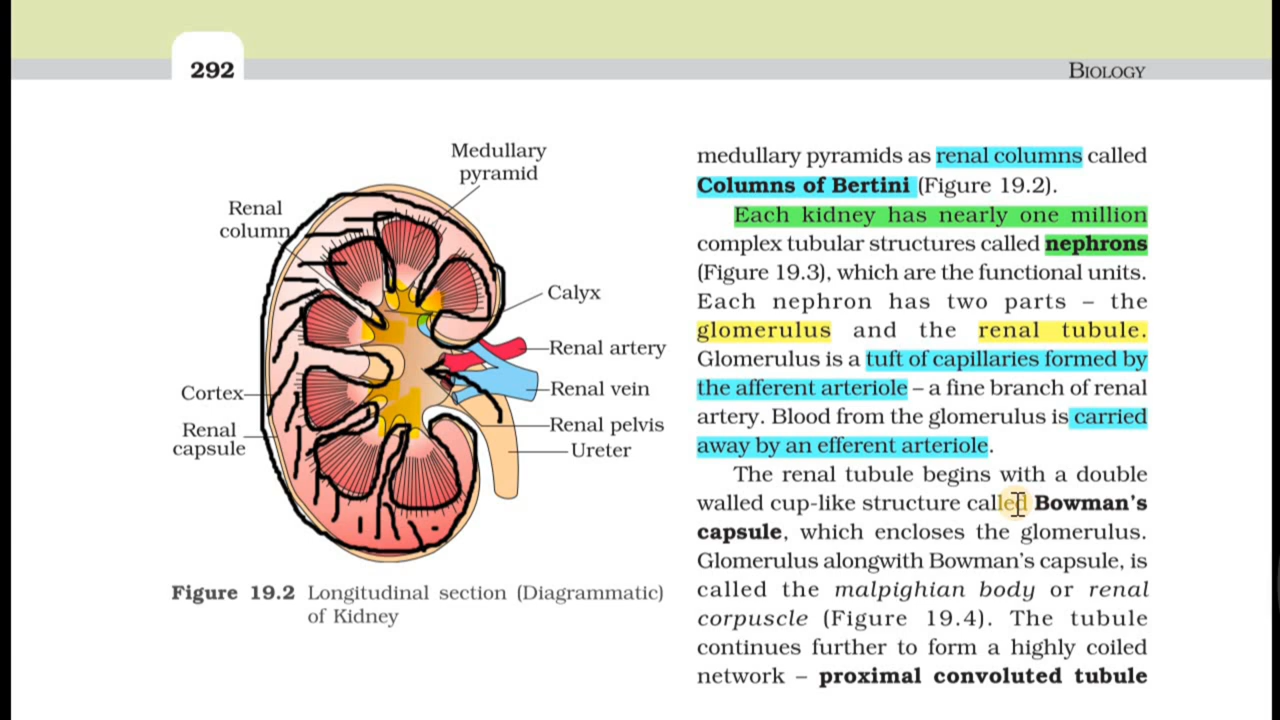 292
BIOLOGY
Medullary
pyramid
Renal
column
Calyx
Renal artery
Renal vein
Cortex
Renal pelvis
Renal
capsule
Ureter
Figure 19.2 Longitudinal section (Diagrammatic)
of Kidney
medullary pyramids as renal columns called
Columns of Bertini (Figure 19.2).
Each kidney has nearly one million
complex tubular structures called nephrons
(Figure 19.3), which are the functional units.
Each nephron has two parts – the
glomerulus and the renal tubule.
Glomerulus is a tuft of capillaries formed by
the afferent arteriole – a fine branch of renal
artery. Blood from the glomerulus is carried
away by an efferent arteriole.
The renal tubule begins with a double
walled cup-like structure called Bowman's
capsule, which encloses the glomerulus.
Glomerulus alongwith Bowman's capsule, is
called the malpighian body or renal
corpuscle (Figure 19.4). The tubule
continues further to form a highly coiled
network – proximal convoluted tubule